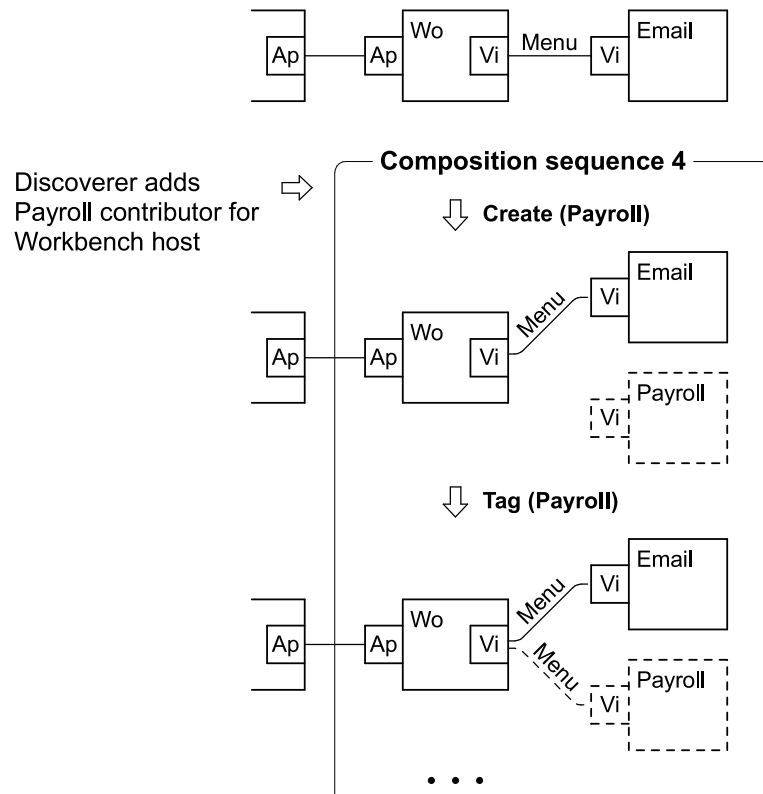 Ap Ap Wo Vi Menu Vi Email
Composition sequence 4
Discoverer adds
Payroll contributor for
Workbench host
Create (Payroll)
Ap Ap Wo Vi Menu Vi Email
Vi Payroll
Tag (Payroll)
Ap Ap Wo Vi Menu Vi Email
Menu Vi Payroll
• • •